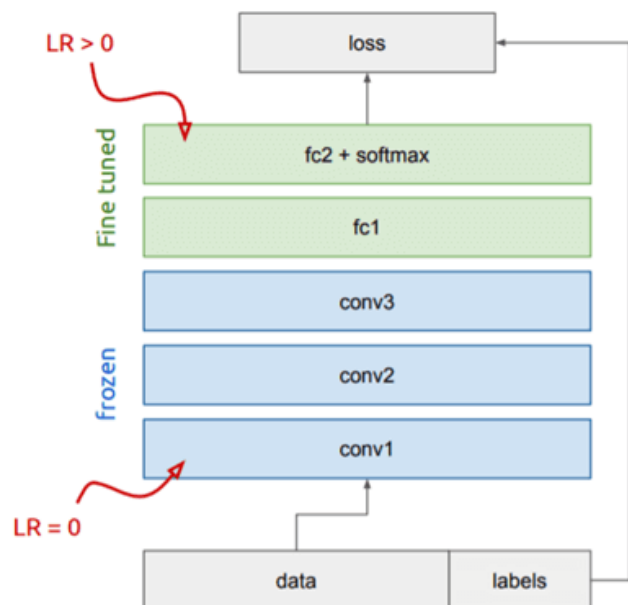 LR > 0
loss
Fine tuned
fc2 + softmax
fc1
conv3
frozen
conv2
conv1
LR = 0
data
labels